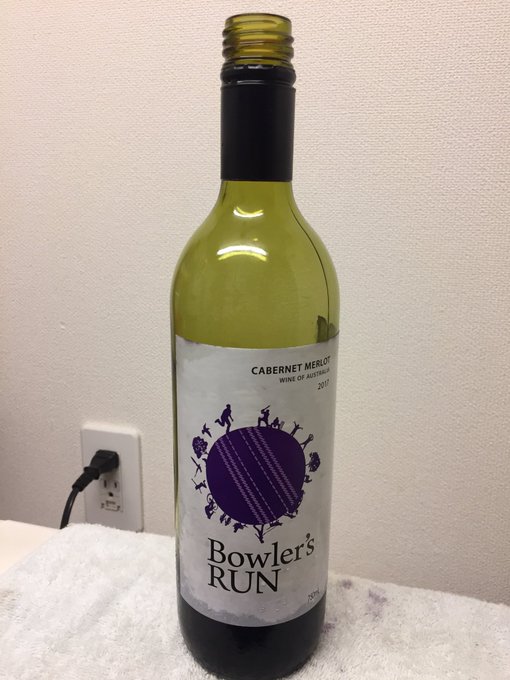 CABERNET MERLOT
WINE OF AUSTRALIA
2017
Bowler's
RUN
750mL